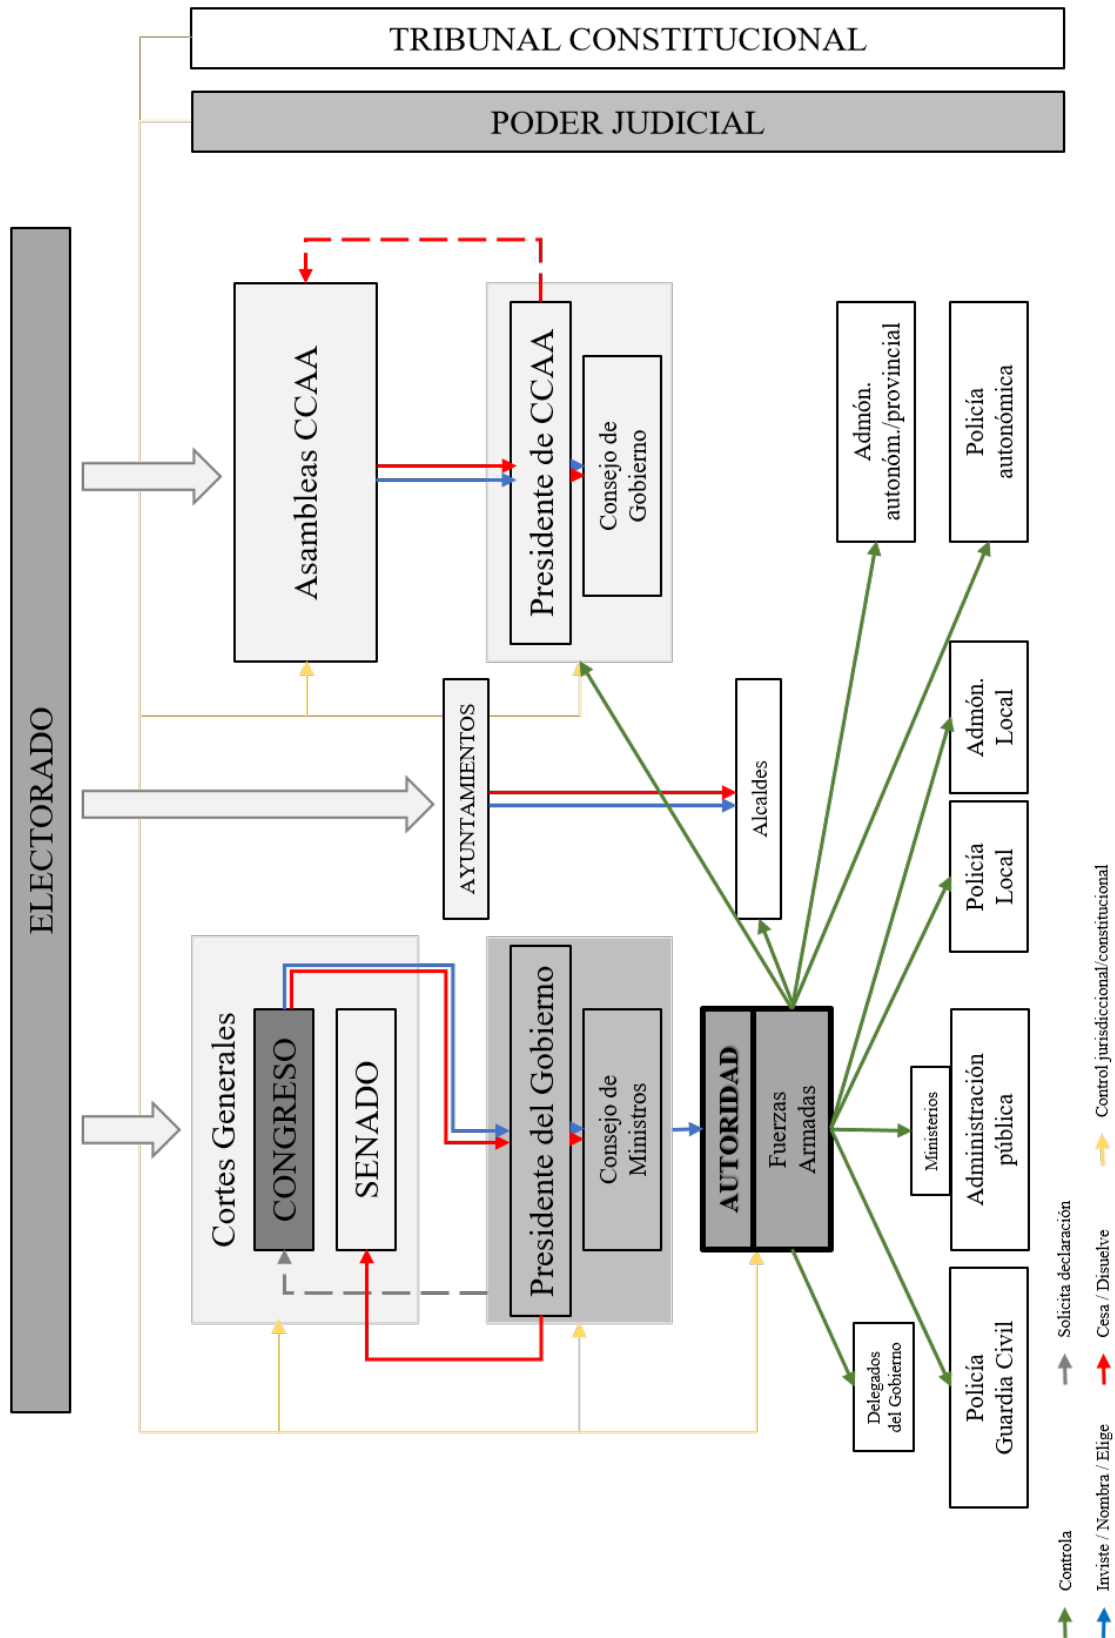 TRIBUNAL CONSTITUCIONAL
PODER JUDICIAL
ELECTORADO
Asambleas CCAA
Presidente de CCAA
Consejo de
Gobierno
Admón.
autonóm./provincial
Policía
autonómica
AYUNTAMIENTOS
Alcaldes
Admón.
Local
Policía
Local
Cortes Generales
CONGRESO
SENADO
Presidente del Gobierno
Consejo de
Ministros
AUTORIDAD
Fuerzas
Armadas
Ministerios
Administración
pública
Delegados
del Gobierno
Policía
Guardia Civil
Controla
Solicita declaración
Inviste / Nombra / Elige
Cesa / Disuelve
Control jurisdiccional/constitucional